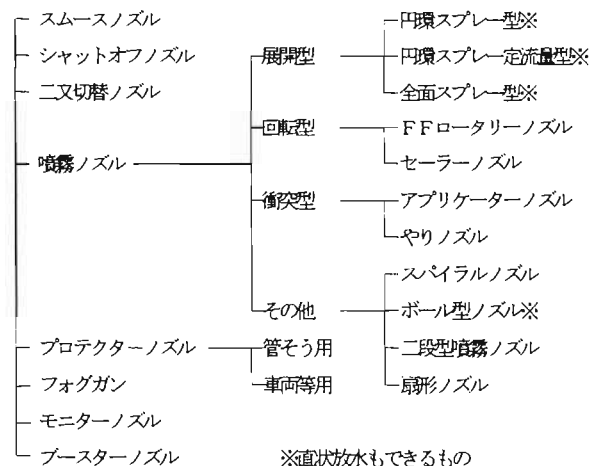 スムースノズル 円環スプレー型※
シャットオフノズル 展開型 円環スプレー定流量型※
二又切替ノズル 全面スプレー型※
回転型 FFロータリーノズル
噴霧ノズル セーラーノズル
衝突型 アプリケーターノズル
やりノズル
スパイラルノズル
その他 ボール型ノズル※
プロテクターノズル 管そう用 二段型噴霧ノズル
フォグガン 車両等用 扇形ノズル
モニターノズル
ブースターノズル ※直状放水もできるもの